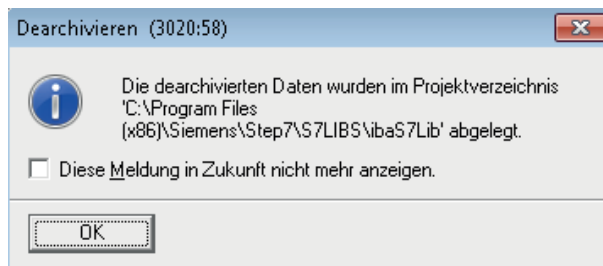 Dearchivieren (3020:58)
Die dearchivierten Daten wurden im Projektverzeichnis
'C:\Program Files
(x86)\Siemens\Step7\S7LIBS\ibaS7Lib' abgelegt.
Diese Meldung in Zukunft nicht mehr anzeigen.
OK